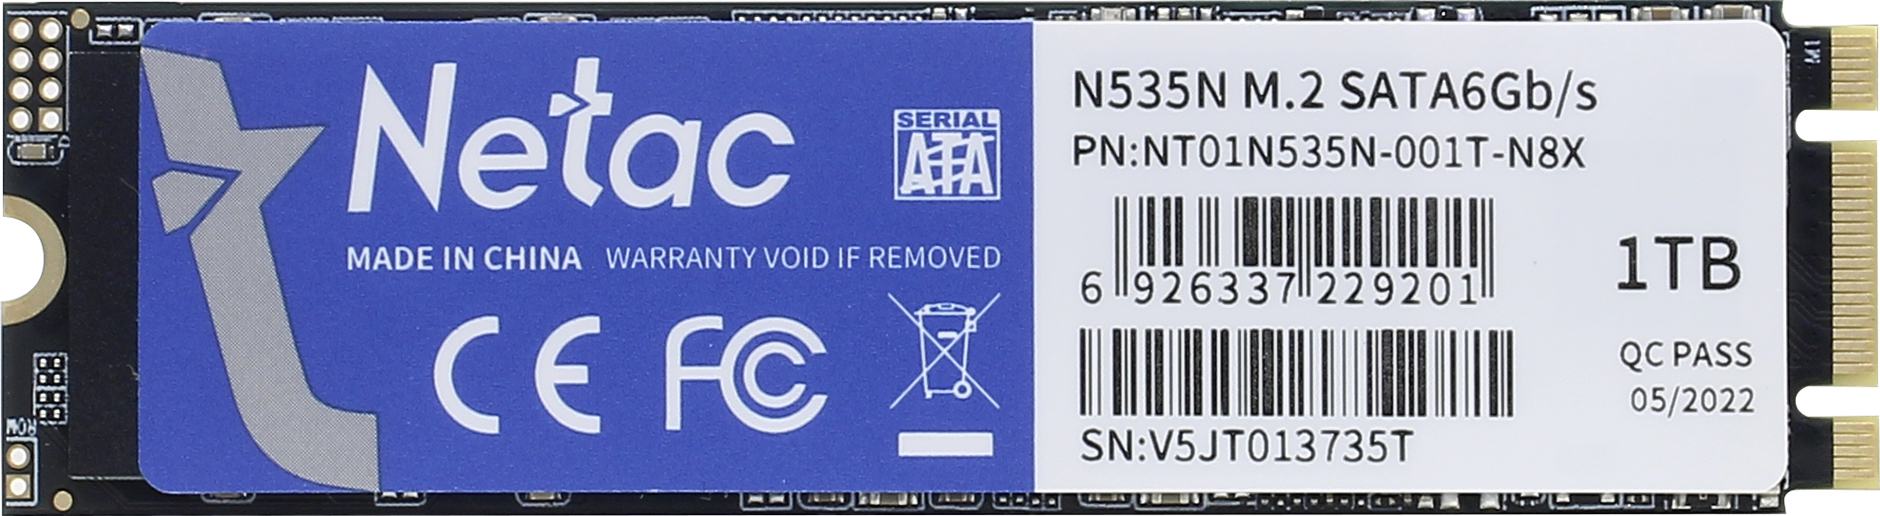 Netac
SERIAL
ATA
MADE IN CHINA WARRANTY VOID IF REMOVED
CE FC
N535N M.2 SATA6Gb/s
PN:NT01N535N-001T-N8X
6 926337 229201
1TB
QC PASS
05/2022
SN:V5JT013735T
M1
ROW